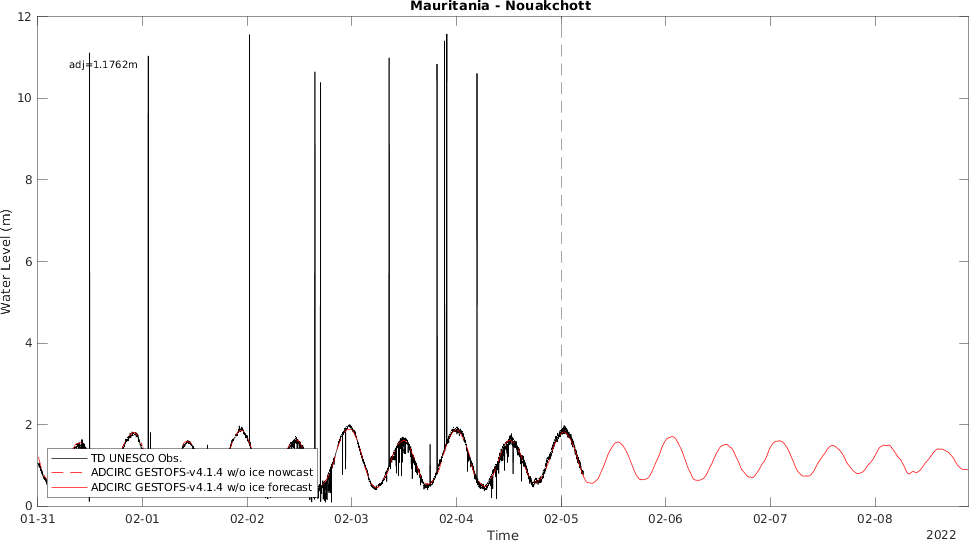 Mauritania - Nouakchott
12
adj=1.1762m
10
8
6
4
2
0
Water Level (m)
TD UNESCO Obs.
ADCIRC GESTOFS-v4.1.4 w/o ice nowcast
ADCIRC GESTOFS-v4.1.4 w/o ice forecast
01-31 02-01 02-02 02-03 02-04 02-05 02-06 02-07 02-08
Time
2022